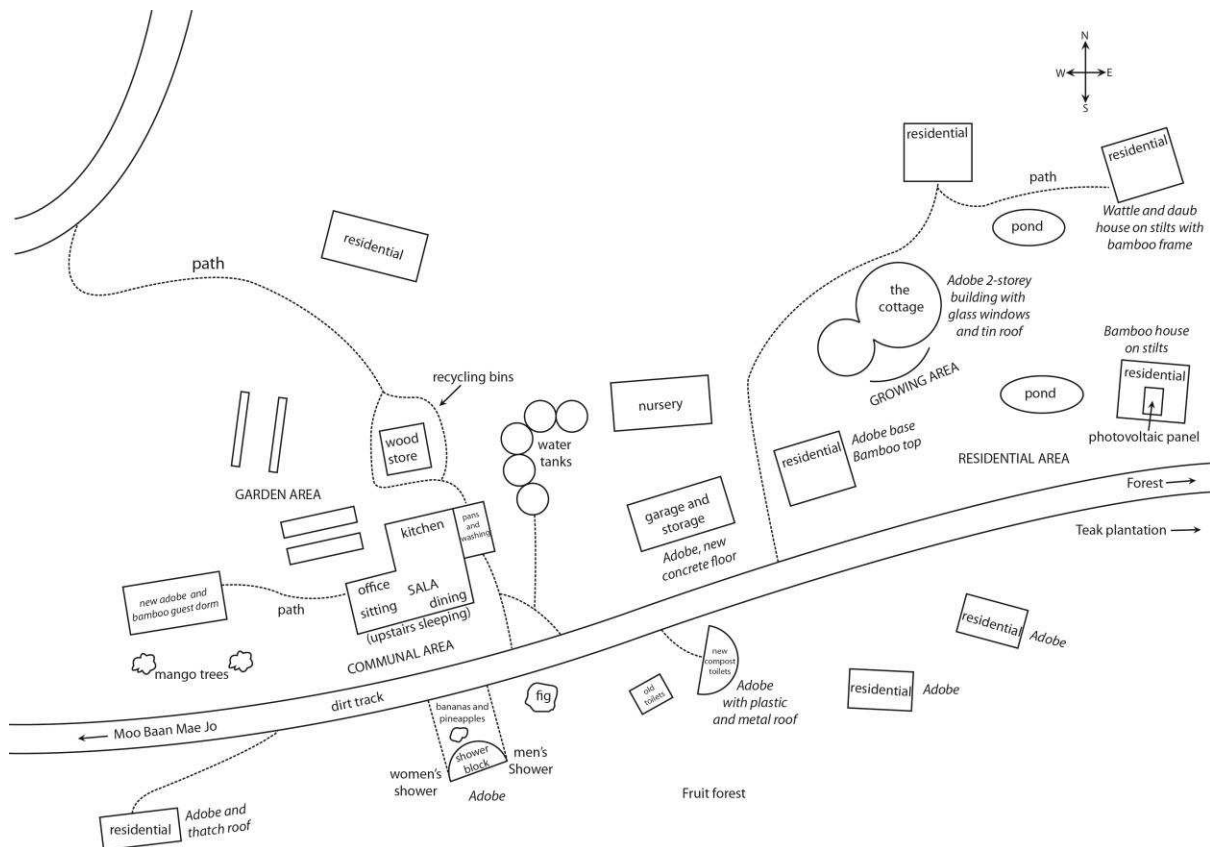 N
W
E
S
residential
residential
path
Wattle and daub
house on stilts with
bamboo frame
pond
residential
path
the
cottage
Adobe 2-storey
building with
glass windows
and tin roof
Bamboo house
on stilts
residential
photovoltaic panel
pond
GROWING AREA
RESIDENTIAL AREA
recycling bins
nursery
water
tanks
wood
store
residential
Adobe base
Bamboo top
Forest
Teak plantation
GARDEN AREA
garage and
storage
Adobe, new
concrete floor
kitchen
pans
and
washing
office
SALA
sitting
dining
(upstairs sleeping)
new adobe and
bamboo guest dorm
path
COMMUNAL AREA
mango trees
dirt track
Moo Baan Mae Jo
residential
Adobe
new
compost
toilets
old
toilets
Adobe
with plastic
and metal roof
residential
Adobe
fig
bananas and
pineapples
shower
block
men's
Shower
women's
shower
Adobe
Fruit forest
residential
Adobe and
thatch roof